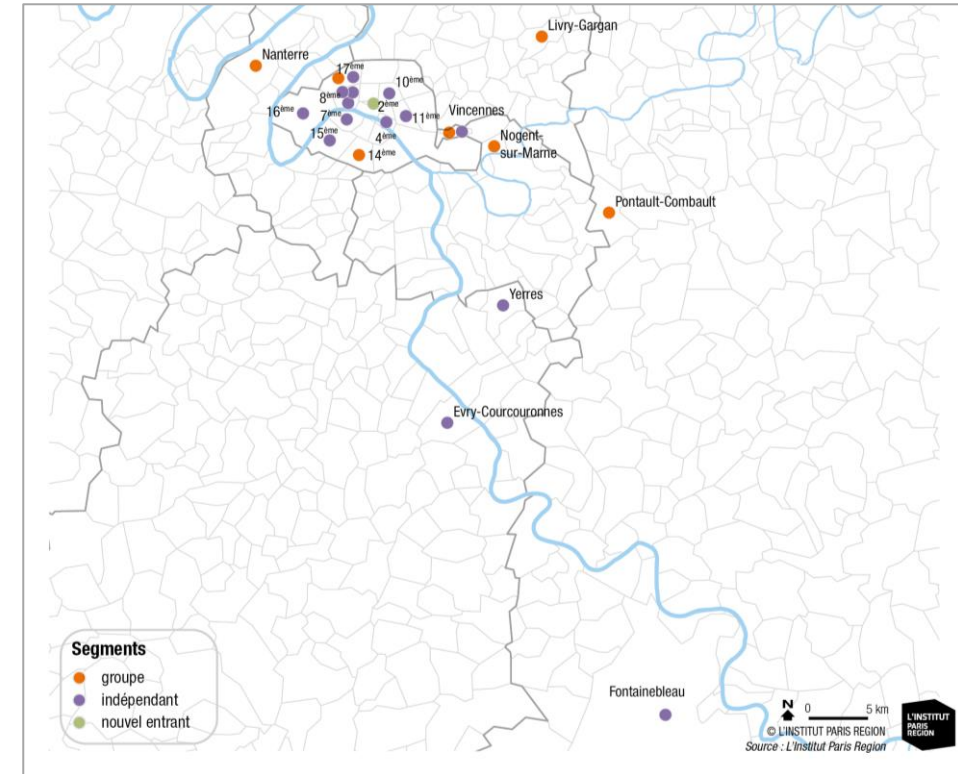 Livry-Gargan
Nanterre
17ème
10ème
8ème
2ème
Vincennes
16ème
7ème
11ème
15ème
4ème
Nogent-
sur-Marne
14ème
Pontault-Combault
Yerres
Evry-Courcouronnes
Segments
groupe
indépendant
nouvel entrant
Fontainebleau
N
0 5 km
© L'INSTITUT PARIS REGION
Source : L'Institut Paris Region
L'INSTITUT
PARIS
REGION